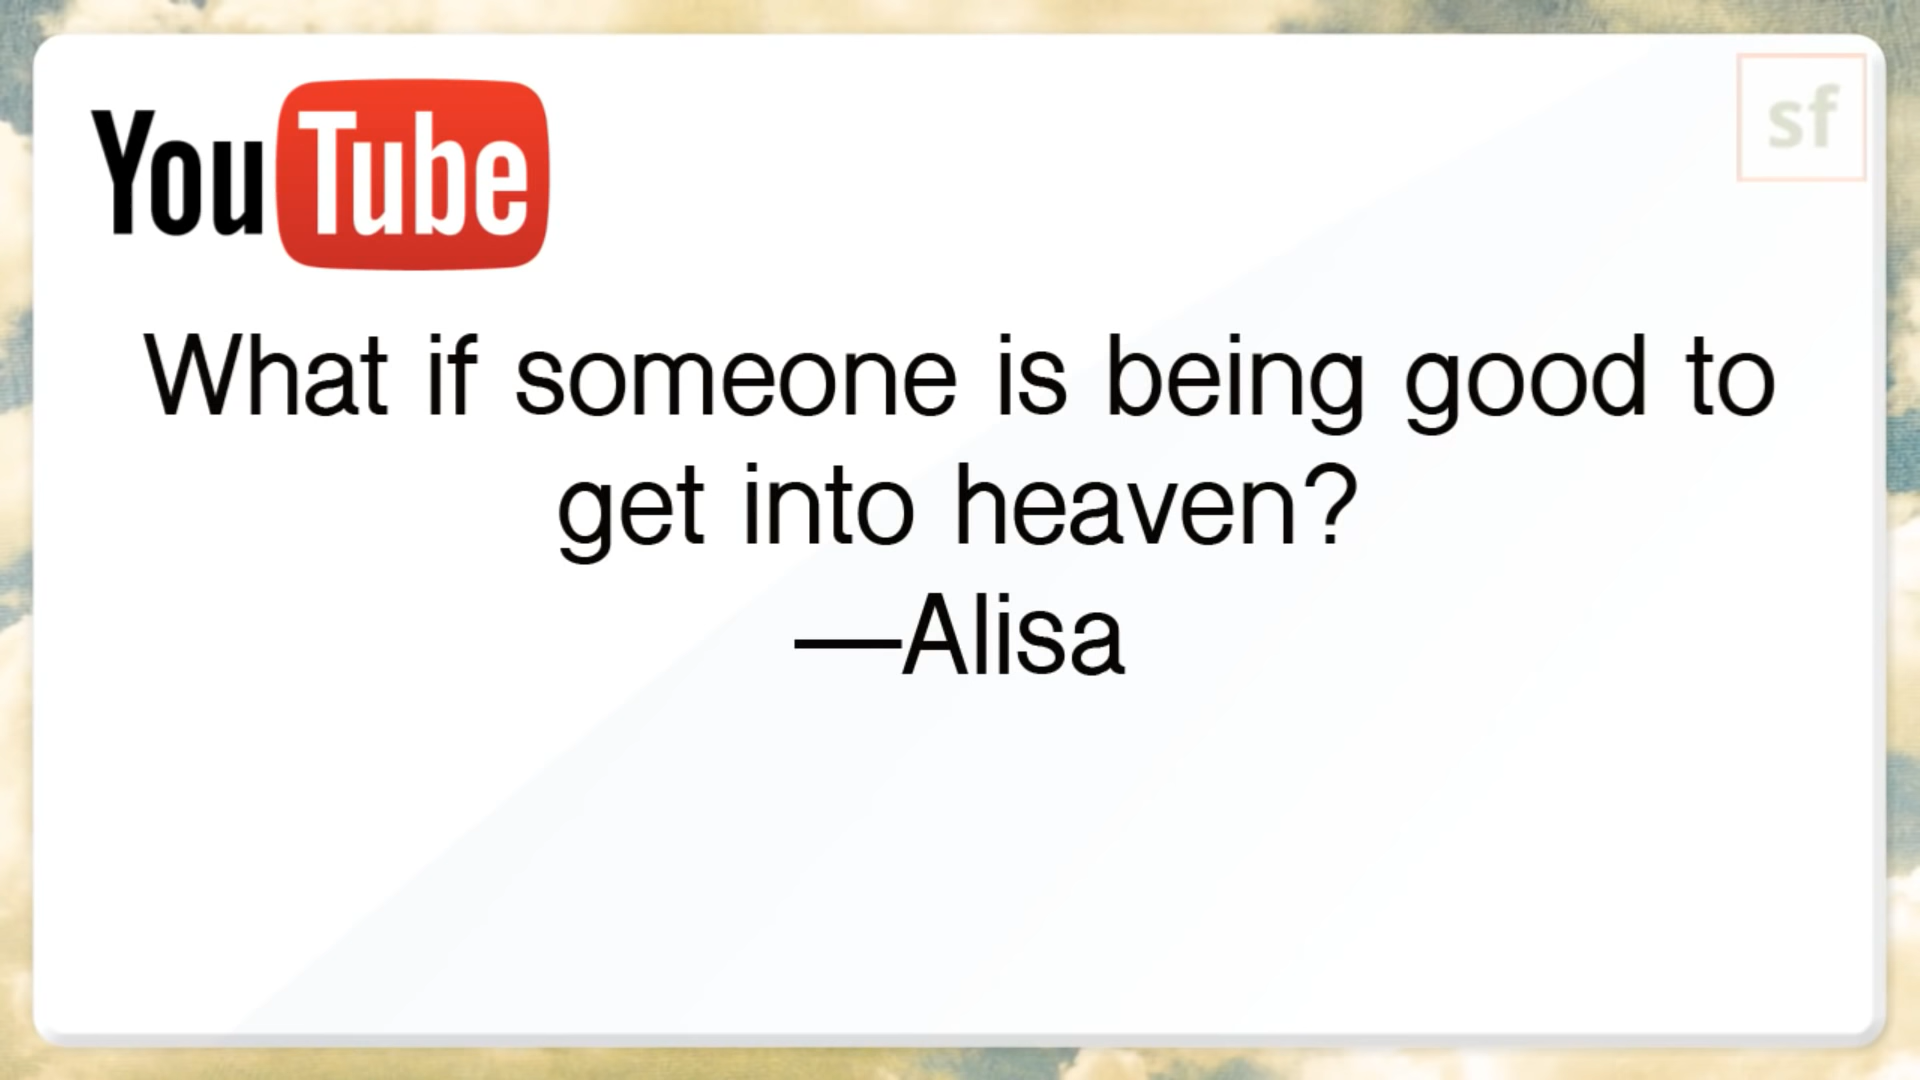 YouTube
sf
What if someone is being good to
get into heaven?
—Alisa